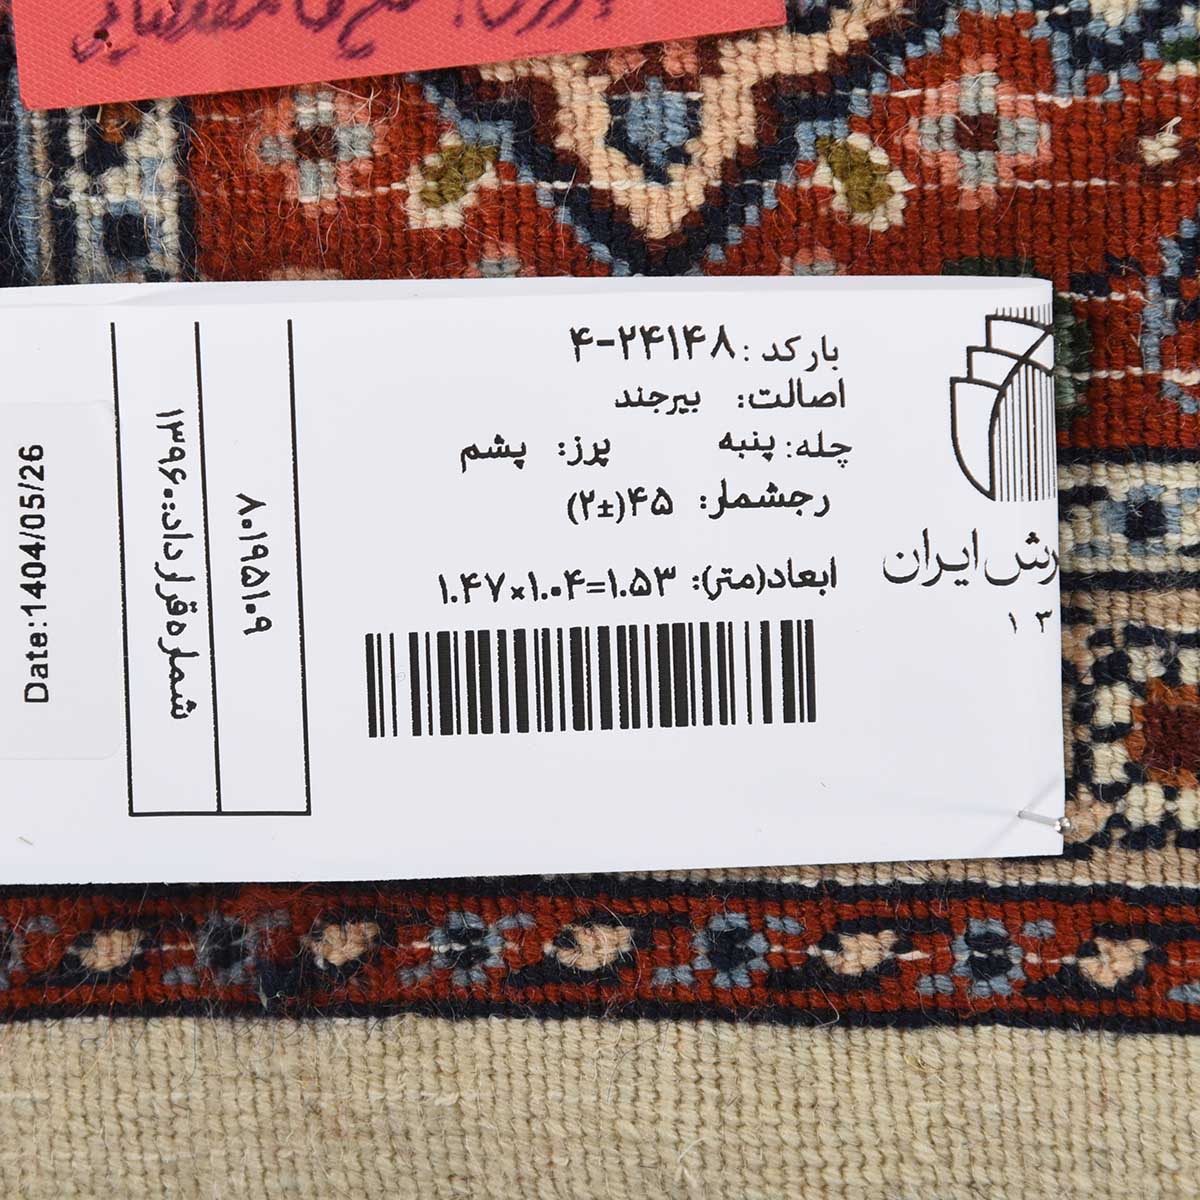 بارکد: ۲۴۱۴۸-۴
اصالت: بیرجند
چله: پنبه پرز: پشم
رجشمار: ۴۵(±۲)
ابعاد(متر): ۱.۴۷×۱.۰۴=۱.۵۳
رش ایران
۱۳
۸۰۱۹۵۱۰۹
شماره قرارداد:۱۳۹۶۰
Date:1404/05/26